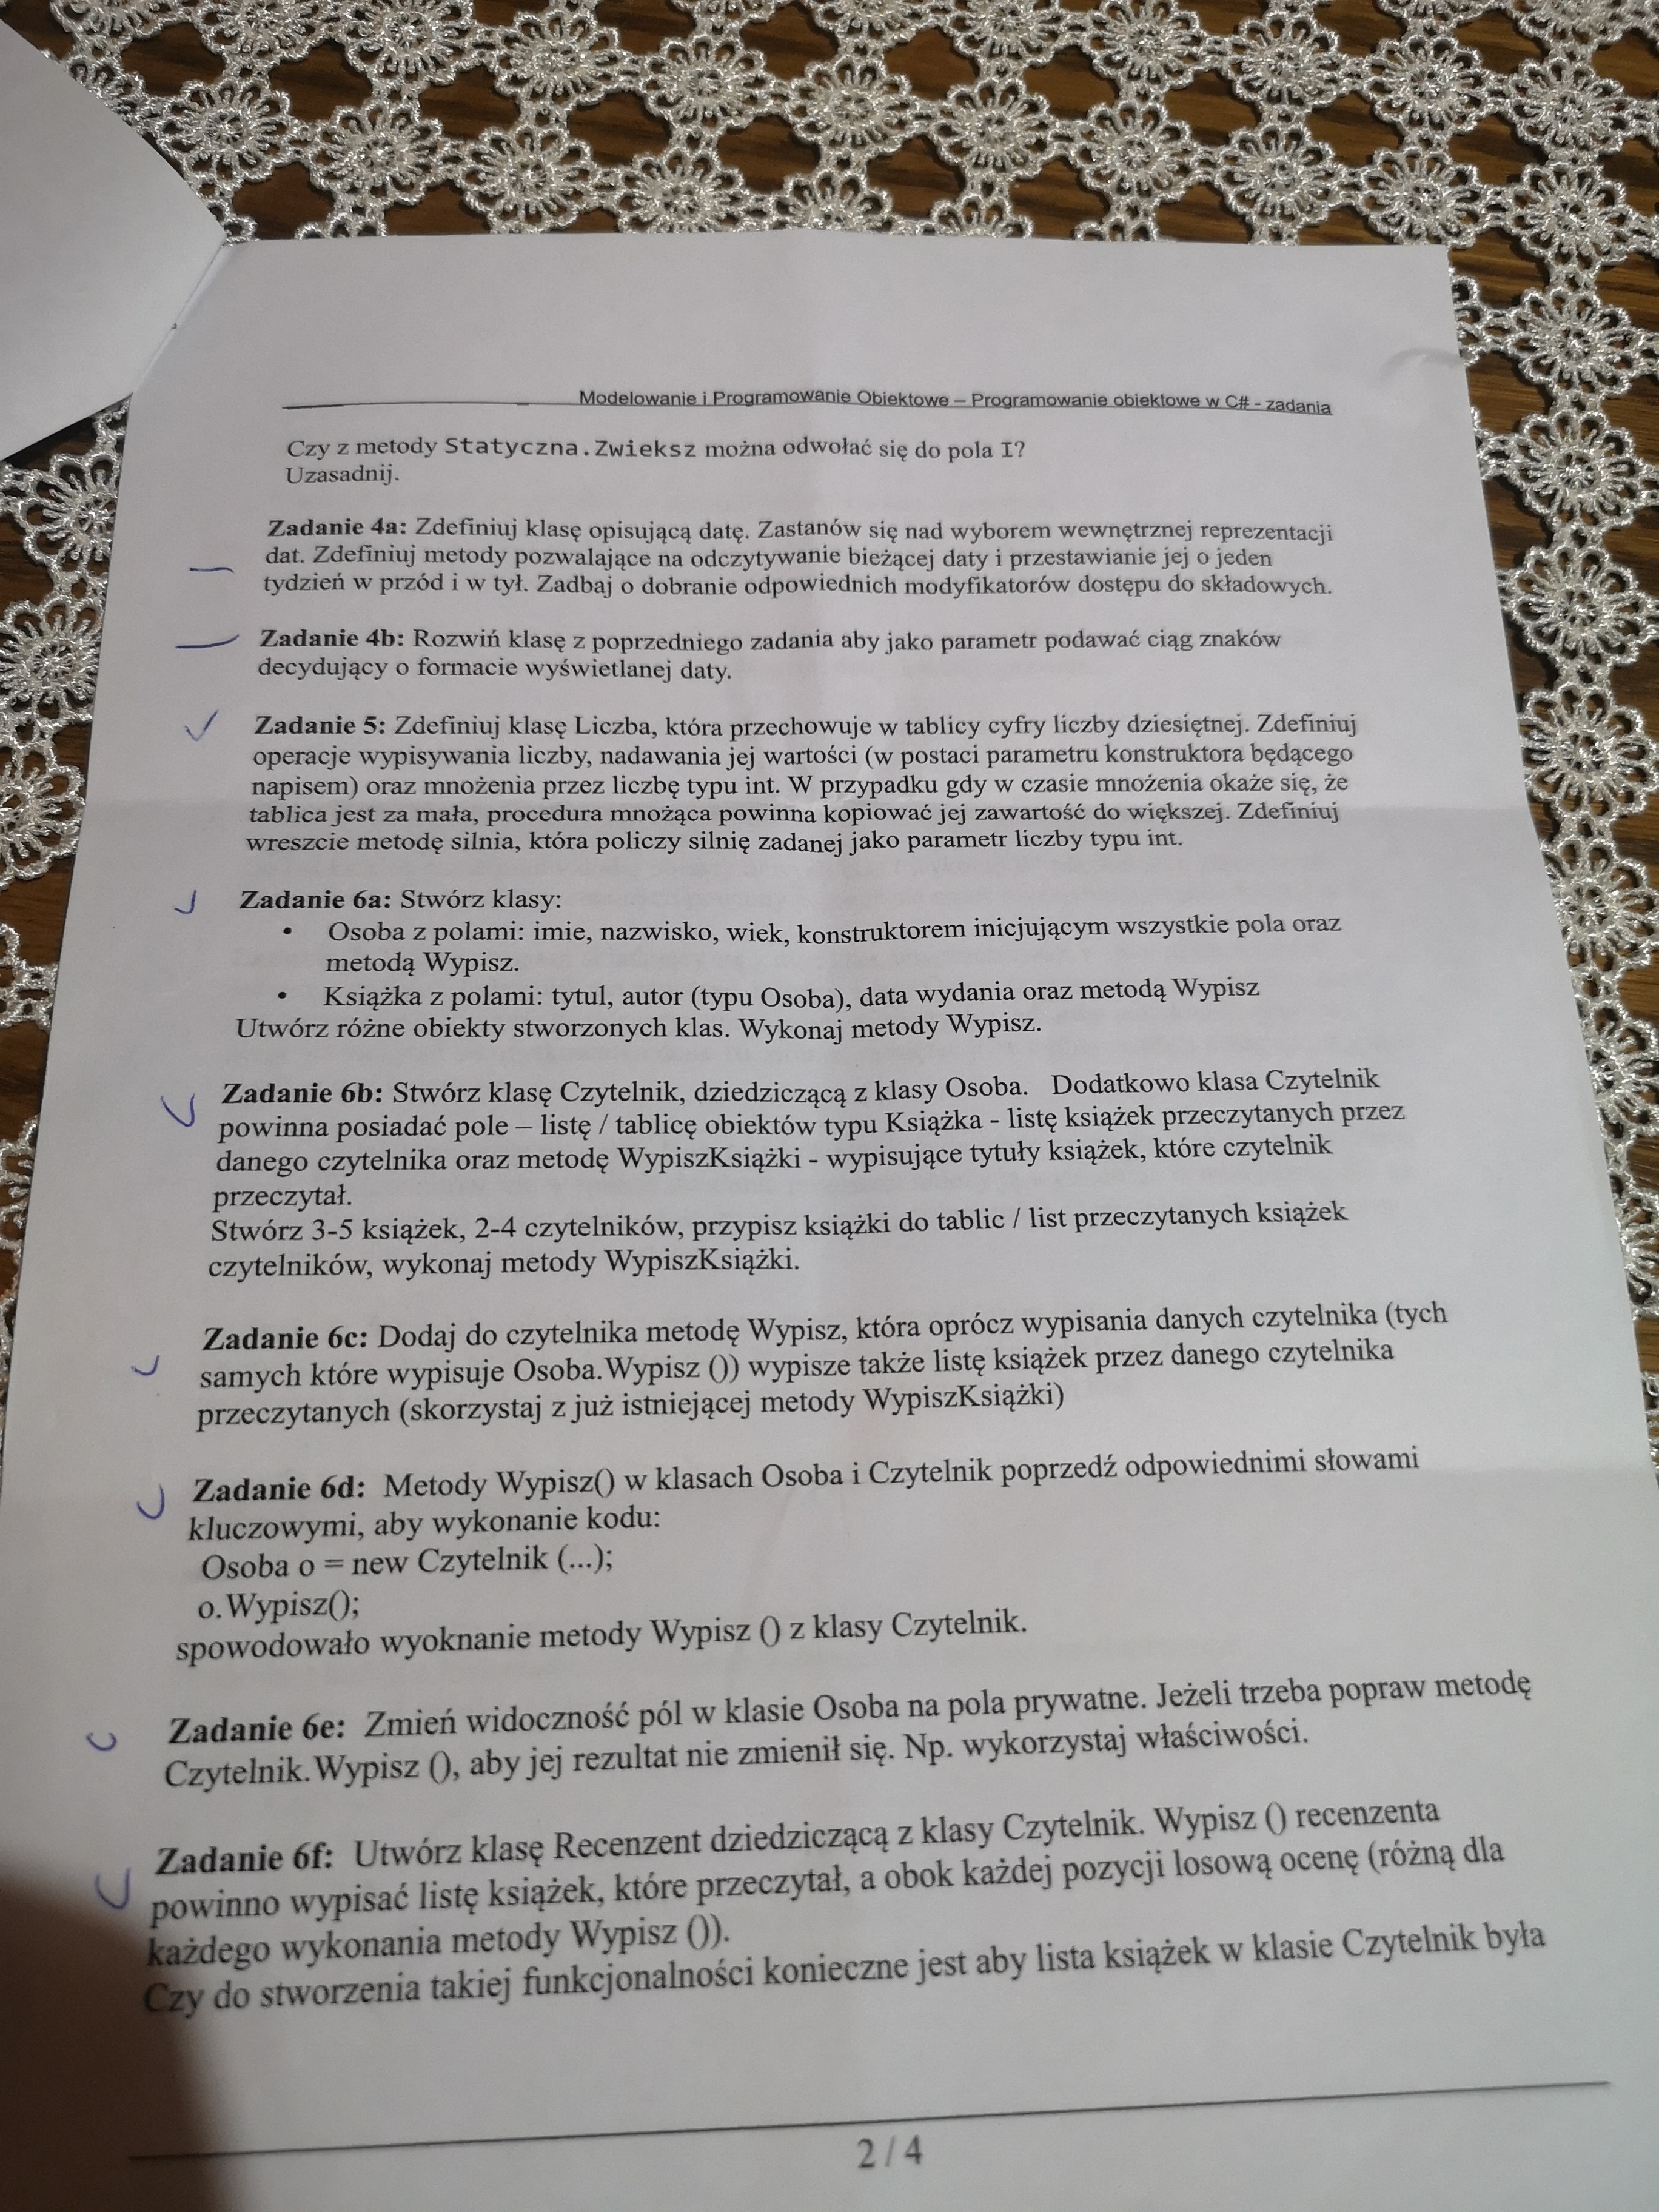 Modelowanie i Programowanie Obiektowe – Programowanie obiektowe w C# - zadania
Czy z metody Statyczna.Zwieksz można odwołać się do pola I?
Uzasadnij.
Zadanie 4a: Zdefiniuj klasę opisującą datę. Zastanów się nad wyborem wewnętrznej reprezentacji
dat. Zdefiniuj metody pozwalające na odczytywanie bieżącej daty i przestawianie jej o jeden
tydzień w przód i w tył. Zadbaj o dobranie odpowiednich modyfikatorów dostępu do składowych.
Zadanie 4b: Rozwiń klasę z poprzedniego zadania aby jako parametr podawać ciąg znaków
decydujący o formacie wyświetlanej daty.
Zadanie 5: Zdefiniuj klasę Liczba, która przechowuje w tablicy cyfry liczby dziesiętnej. Zdefiniuj
operacje wypisywania liczby, nadawania jej wartości (w postaci parametru konstruktora będącego
napisem) oraz mnożenia przez liczbę typu int. W przypadku gdy w czasie mnożenia okaże się, że
tablica jest za mała, procedura mnożąca powinna kopiować jej zawartość do większej. Zdefiniuj
wreszcie metodę silnia, która policzy silnię zadanej jako parametr liczby typu int.
Zadanie 6a: Stwórz klasy:
• Osoba z polami: imie, nazwisko, wiek, konstruktorem inicjującym wszystkie pola oraz
metodą Wypisz.
• Książka z polami: tytul, autor (typu Osoba), data wydania oraz metodą Wypisz
Utwórz różne obiekty stworzonych klas. Wykonaj metody Wypisz.
Zadanie 6b: Stwórz klasę Czytelnik, dziedziczącą z klasy Osoba. Dodatkowo klasa Czytelnik
powinna posiadać pole – listę / tablicę obiektów typu Książka - listę książek przeczytanych przez
danego czytelnika oraz metodę WypiszKsiążki - wypisujące tytuły książek, które czytelnik
przeczytał.
Stwórz 3-5 książek, 2-4 czytelników, przypisz książki do tablic / list przeczytanych książek
czytelników, wykonaj metody WypiszKsiążki.
Zadanie 6c: Dodaj do czytelnika metodę Wypisz, która oprócz wypisania danych czytelnika (tych
samych które wypisuje Osoba.Wypisz ()) wypisze także listę książek przez danego czytelnika
przeczytanych (skorzystaj z już istniejącej metody WypiszKsiążki)
Zadanie 6d: Metody Wypisz() w klasach Osoba i Czytelnik poprzedź odpowiednimi słowami
kluczowymi, aby wykonanie kodu:
Osoba o = new Czytelnik (...);
o.Wypisz();
spowodowało wyoknanie metody Wypisz () z klasy Czytelnik.
Zadanie 6e: Zmień widoczność pól w klasie Osoba na pola prywatne. Jeżeli trzeba popraw metodę
Czytelnik.Wypisz (), aby jej rezultat nie zmienił się. Np. wykorzystaj właściwości.
Zadanie 6f: Utwórz klasę Recenzent dziedziczącą z klasy Czytelnik. Wypisz () recenzenta
powinno wypisać listę książek, które przeczytał, a obok każdej pozycji losową ocenę (różną dla
każdego wykonania metody Wypisz ()).
Czy do stworzenia takiej funkcjonalności konieczne jest aby lista książek w klasie Czytelnik była
2 / 4